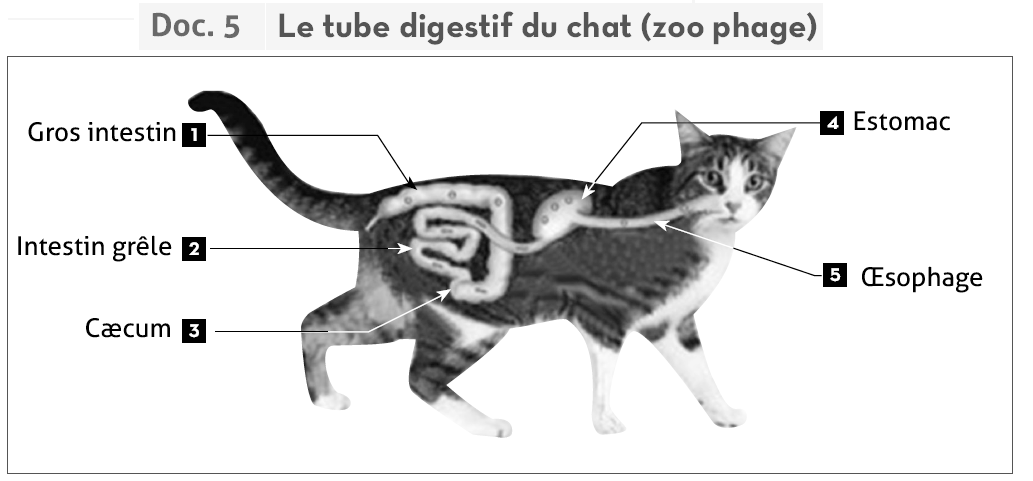 Doc. 5 Le tube digestif du chat (zoo phage)
Gros intestin 1
4 Estomac
Intestin grêle 2
5 Œsophage
Cæcum 3